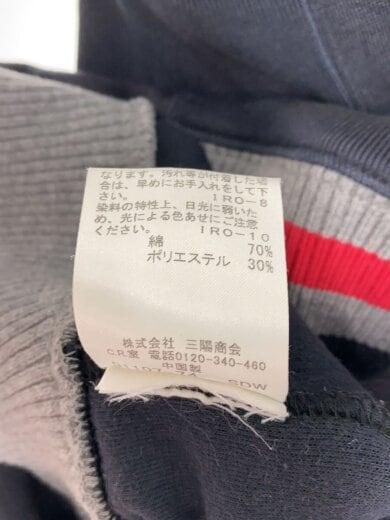 なります。汚れ等が付着した場
合は、早めにお手入れをして下
さい。 IRO-8
染料の特性上、日光に弱いた
め、光による色あせにご注意
ください。 IRO-10
綿 70%
ポリエステル 30%
株式会社 三陽商会
C.R.室 電話0120-340-460
中国製
SDW